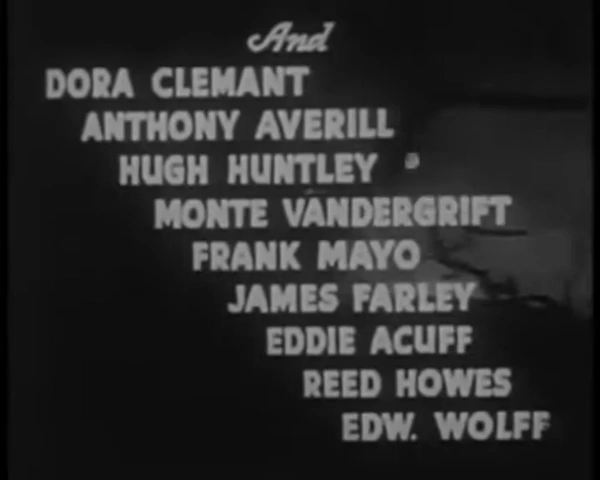 And
DORA CLEMANT
ANTHONY AVERILL
HUGH HUNTLEY
MONTE VANDERGRIFT
FRANK MAYO
JAMES FARLEY
EDDIE ACUFF
REED HOWES
EDW. WOLFF